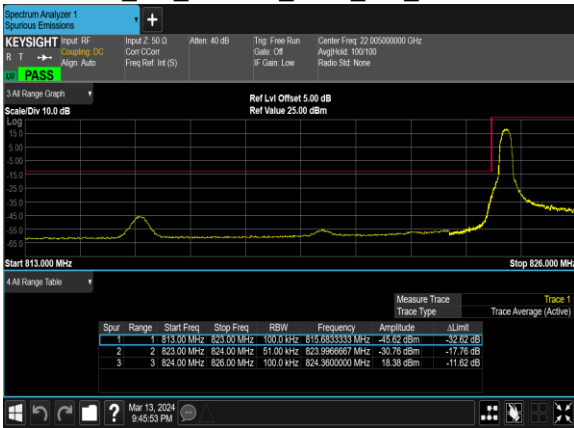 Spectrum Analyzer 1
Spurious Emissions
KEYSIGHT Input: RF Input Z: 50 Ω Atten: 40 dB Trig: Free Run Center Freq: 22.005000000 GHz
R T Coupling: DC Corr CCorr Gate: Off Avg|Hold: 100/100
Align: Auto Freq Ref: Int (S) IF Gain: Low Radio Std: None
PASS
3 All Range Graph
Ref Lvl Offset 5.00 dB
Scale/Div 10.0 dB Ref Value 25.00 dBm
Log
15.0
5.00
-5.00
-15.0
-25.0
-35.0
-45.0
-55.0
-65.0
Start 813.000 MHz Stop 826.000 MHz
4 All Range Table
Measure Trace Trace 1
Trace Type Trace Average (Active)
Spur Range Start Freq Stop Freq RBW Frequency Amplitude ΔLimit
1 1 813.00 MHz 823.00 MHz 100.0 kHz 815.6833333 MHz -45.62 dBm -32.62 dB
2 2 823.00 MHz 824.00 MHz 51.00 kHz 823.9966667 MHz -30.76 dBm -17.76 dB
3 3 824.00 MHz 826.00 MHz 100.0 kHz 824.3600000 MHz 18.38 dBm -11.62 dB
? Mar 13, 2024
9:45:53 PM